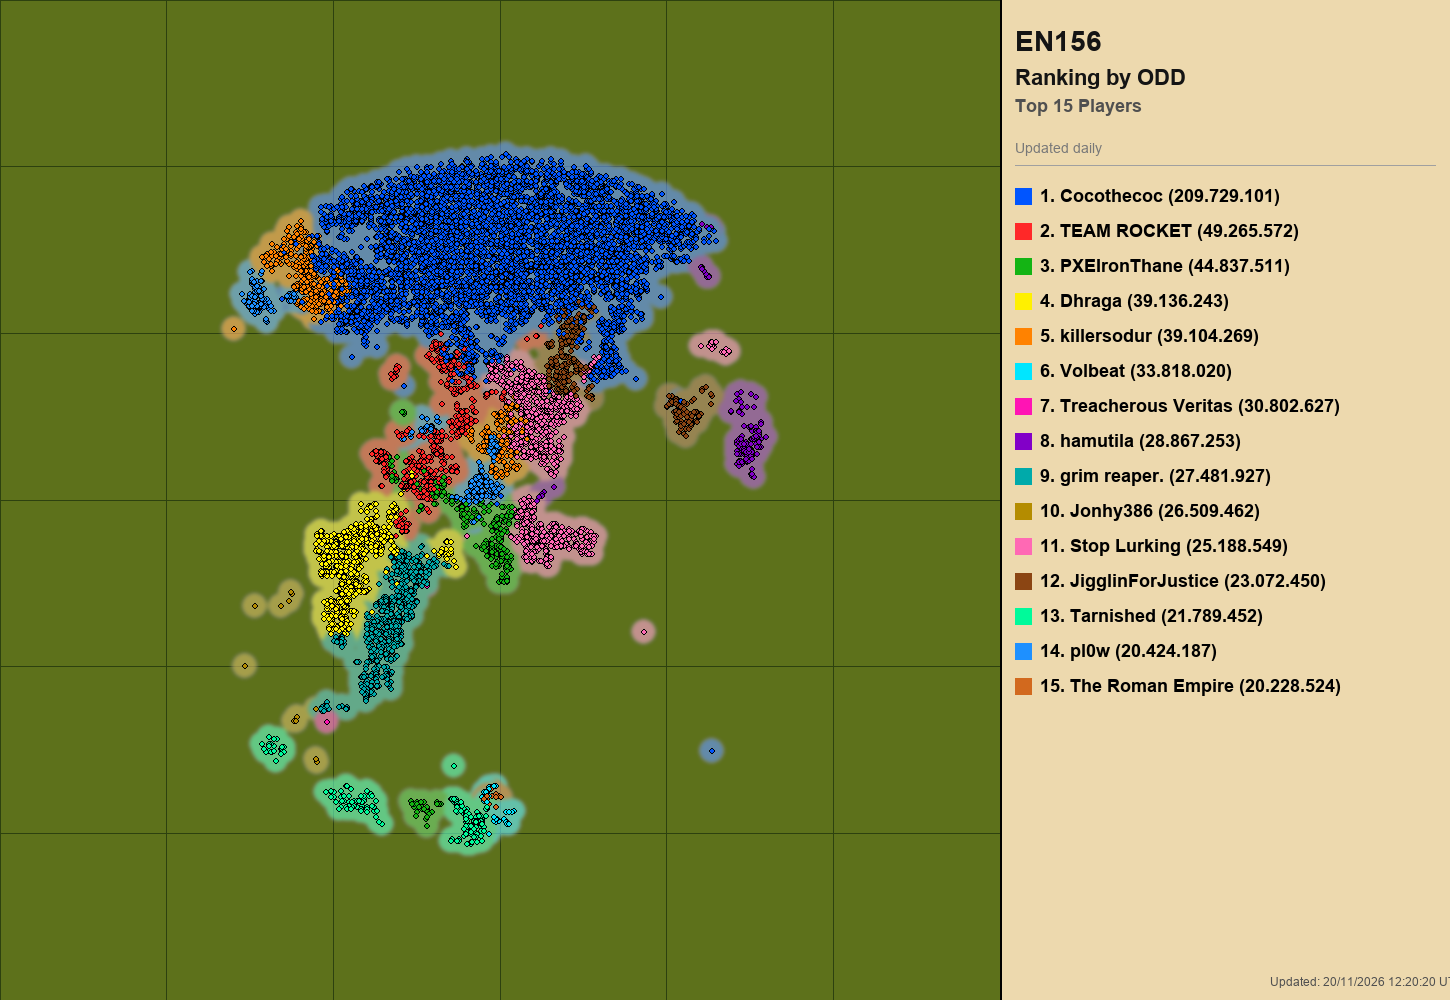 EN156
Ranking by ODD
Top 15 Players
Updated daily
1. Cocothecoc (209.729.101)
2. TEAM ROCKET (49.265.572)
3. PXEIronThane (44.837.511)
4. Dhraga (39.136.243)
5. killersodur (39.104.269)
6. Volbeat (33.818.020)
7. Treacherous Veritas (30.802.627)
8. hamutila (28.867.253)
9. grim reaper. (27.481.927)
10. Jonhy386 (26.509.462)
11. Stop Lurking (25.188.549)
12. JigglinForJustice (23.072.450)
13. Tarnished (21.789.452)
14. pl0w (20.424.187)
15. The Roman Empire (20.228.524)
Updated: 20/11/2026 12:20:20 U